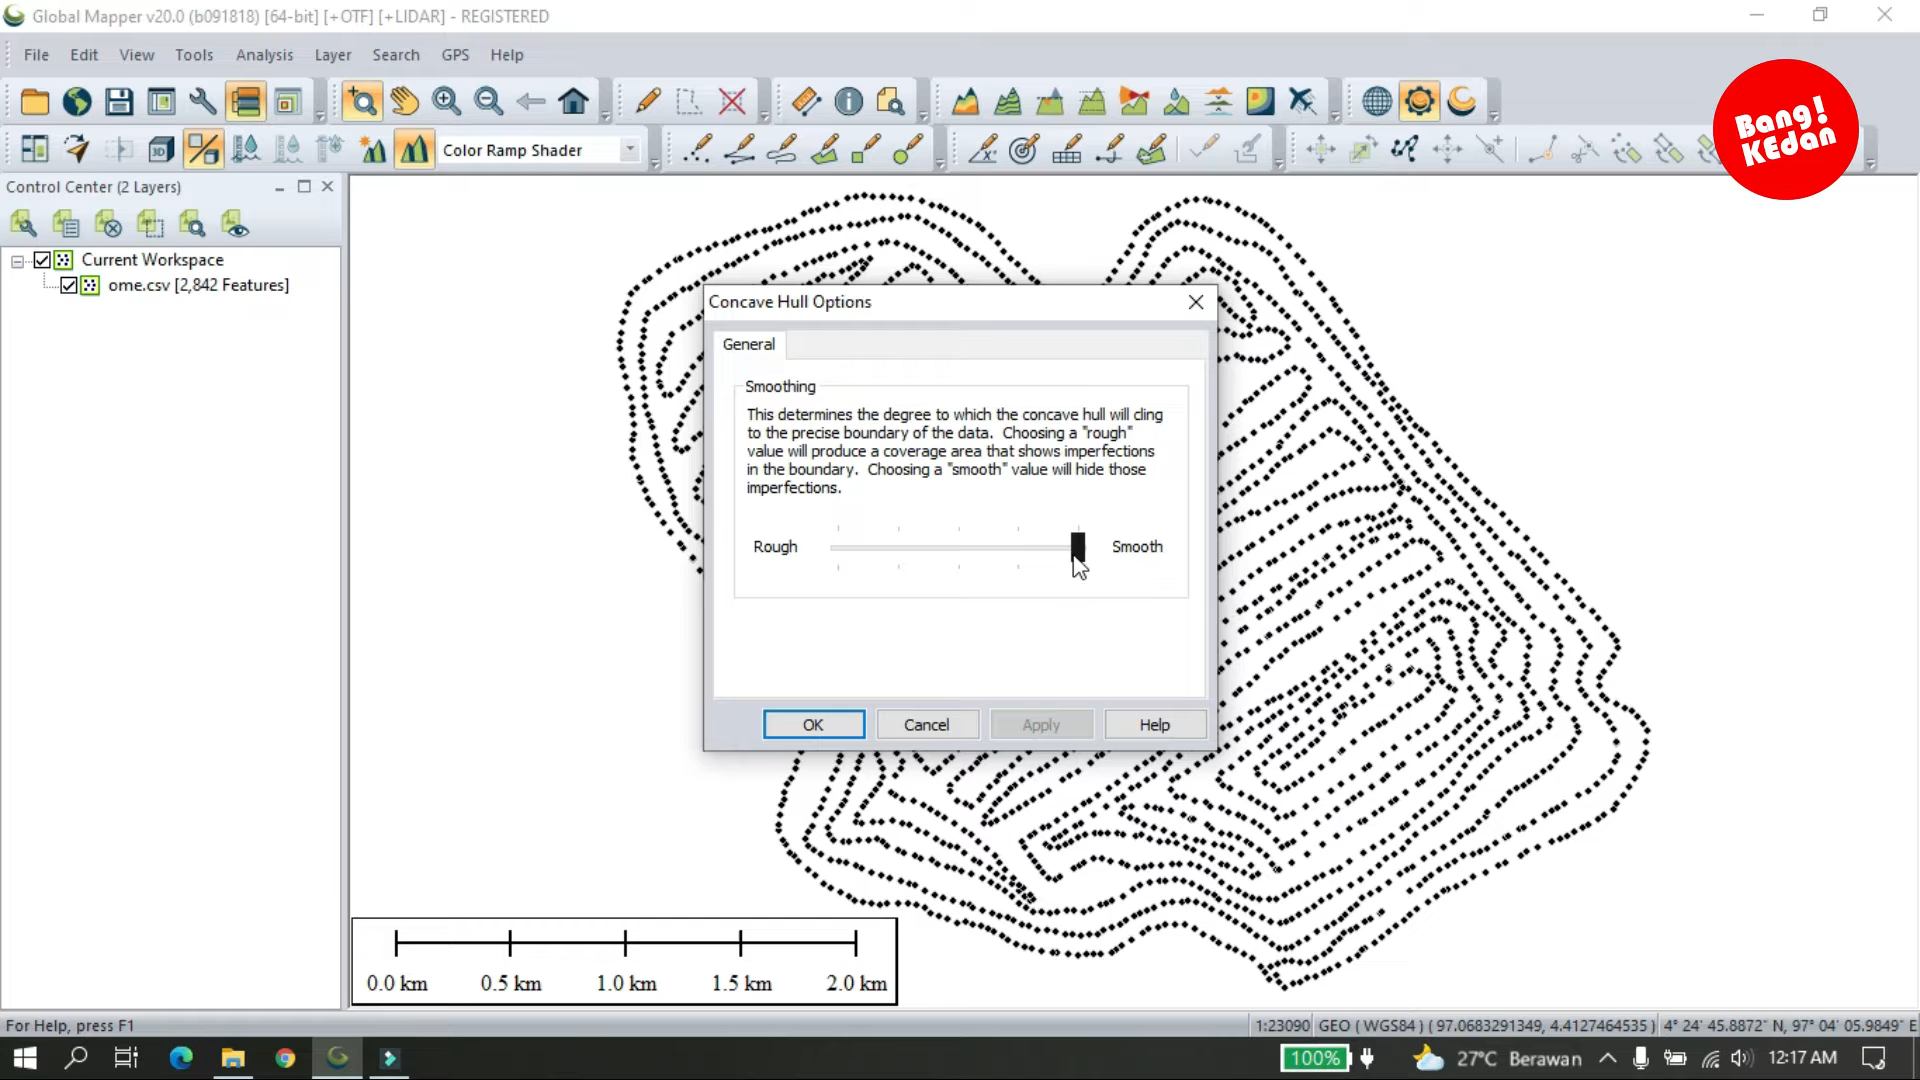 Global Mapper v20.0 (b091818) [64-bit] [+OTF] [+LIDAR] - REGISTERED
File Edit View Tools Analysis Layer Search GPS Help
Bang!
KEdan
3D
Color Ramp Shader
Control Center (2 Layers)
Current Workspace
ome.csv [2,842 Features]
Concave Hull Options
General
Smoothing
This determines the degree to which the concave hull will cling
to the precise boundary of the data. Choosing a "rough"
value will produce a coverage area that shows imperfections
in the boundary. Choosing a "smooth" value will hide those
imperfections.
Rough Smooth
OK Cancel Apply Help
0.0 km 0.5 km 1.0 km 1.5 km 2.0 km
For Help, press F1
1:23090 GEO ( WGS84 ) ( 97.0683291349, 4.4127464535 ) 4° 24' 45.8872" N, 97° 04' 05.9849" E
100% 27°C Berawan 12:17 AM